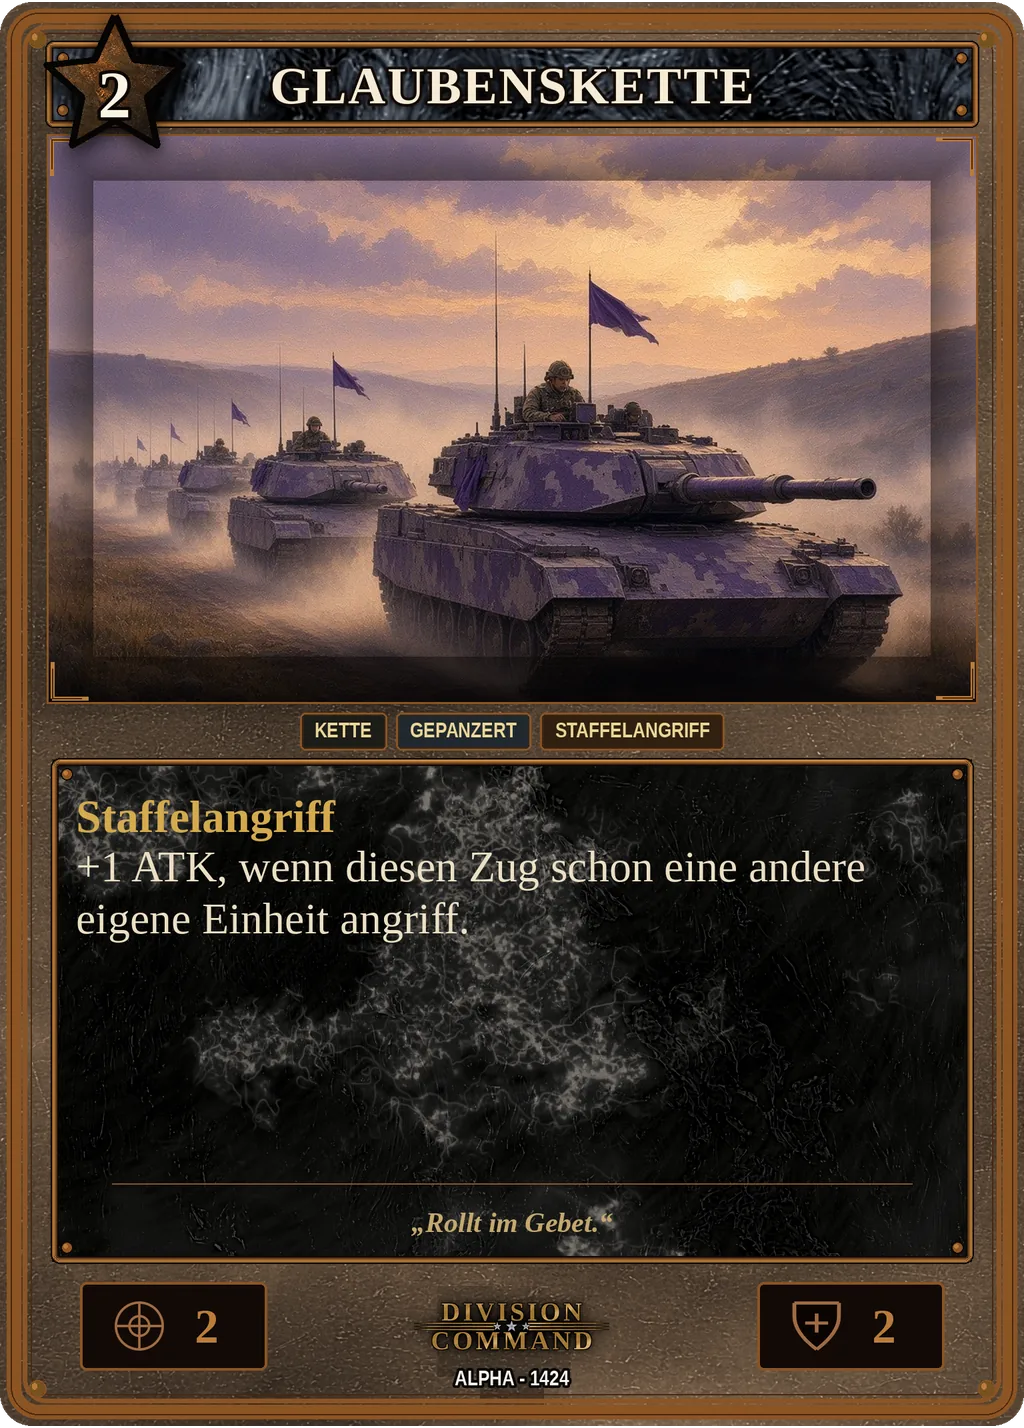 2
GLAUBENSKETTE
KETTE
GEPANZERT
STAFFELANGRIFF
Staffelangriff
+1 ATK, wenn diesen Zug schon eine andere
eigene Einheit angriff.
„Rollt im Gebet.“
2
DIVISION
COMMAND
ALPHA - 1424
2